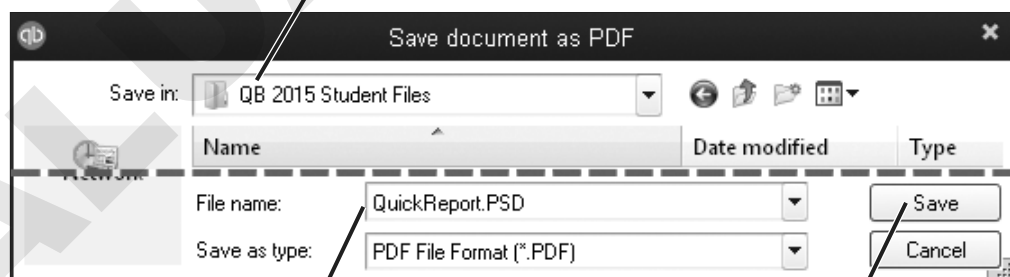 qb Save document as PDF
Save in: QB 2015 Student Files
Name Date modified Type
Network
File name: QuickReport.PSD Save
Save as type: PDF File Format (*.PDF) Cancel